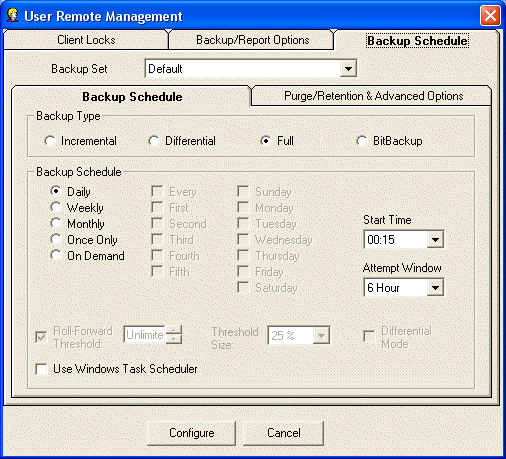 User Remote Management
Client Locks
Backup/Report Options
Backup Schedule
Backup Set
Default
Backup Schedule
Purge/Retention & Advanced Options
Backup Type
Incremental
Differential
Full
BitBackup
Backup Schedule
Daily
Weekly
Monthly
Once Only
On Demand
Every
First
Second
Third
Fourth
Fifth
Sunday
Monday
Tuesday
Wednesday
Thursday
Friday
Saturday
Start Time
00:15
Attempt Window
6 Hour
Roll-Forward
Threshold:
Unlimite
Threshold
Size:
25 %
Differential
Mode
Use Windows Task Scheduler
Configure
Cancel